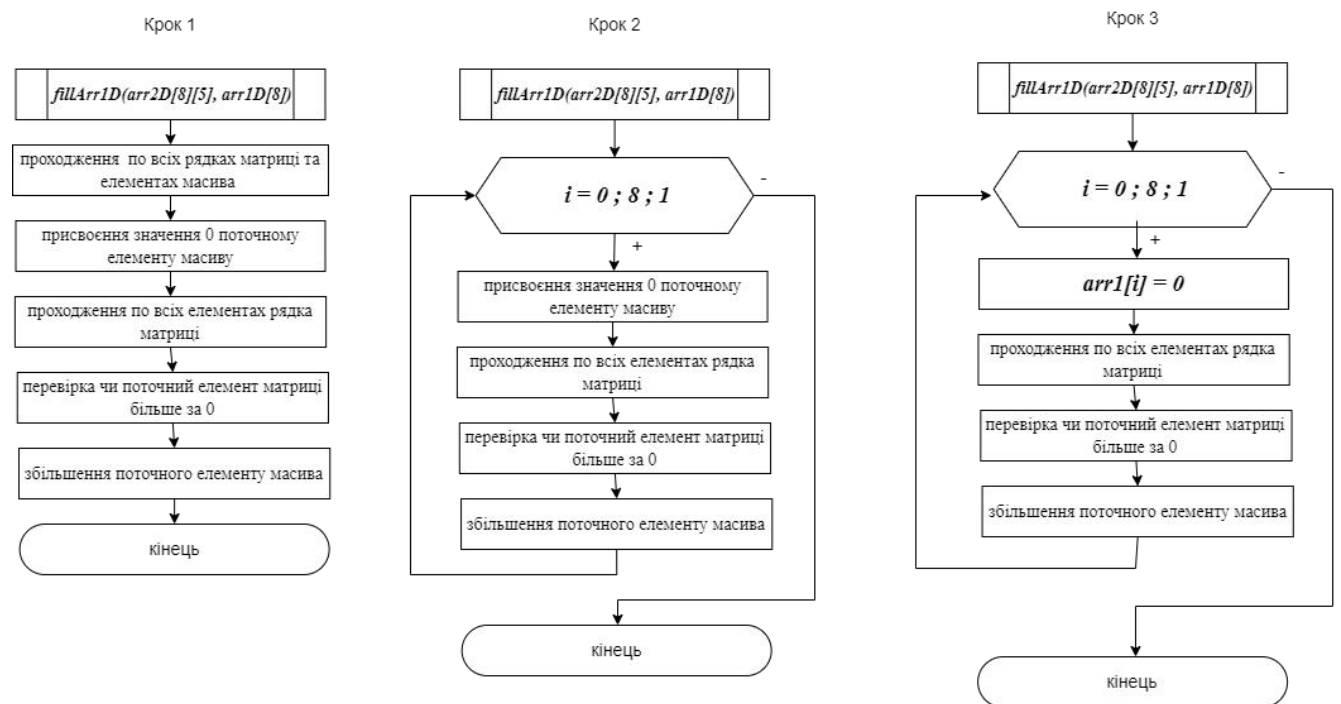 Крок 1
fillArr1D(arr2D[8][5], arr1D[8])
проходження по всіх рядках матриці та
елементах масива
присвоєння значення 0 поточному
елементу масиву
проходження по всіх елементах рядка
матриці
перевірка чи поточний елемент матриці
більше за 0
збільшення поточного елементу масива
кінець
Крок 2
fillArr1D(arr2D[8][5], arr1D[8])
i = 0 ; 8 ; 1
-
+
присвоєння значення 0 поточному
елементу масиву
проходження по всіх елементах рядка
матриці
перевірка чи поточний елемент матриці
більше за 0
збільшення поточного елементу масива
кінець
Крок 3
fillArr1D(arr2D[8][5], arr1D[8])
i = 0 ; 8 ; 1
-
+
arr1[i] = 0
проходження по всіх елементах рядка
матриці
перевірка чи поточний елемент матриці
більше за 0
збільшення поточного елементу масива
кінець